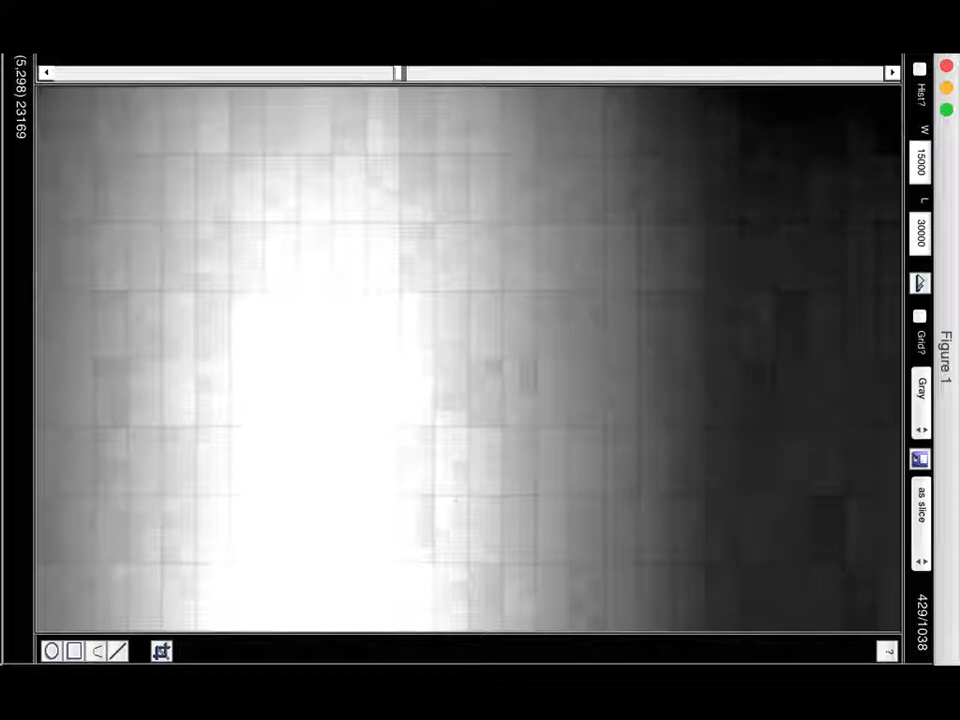 Figure 1
Hist?
W 15000 L 30000
Grid?
Gray
as slice
429/1038
?
(5,298) 23169